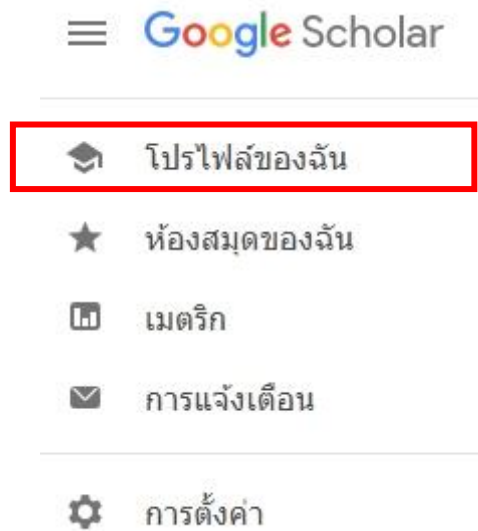 Google Scholar
โปรไฟล์ของฉัน
ห้องสมุดของฉัน
เมตริก
การแจ้งเตือน
การตั้งค่า